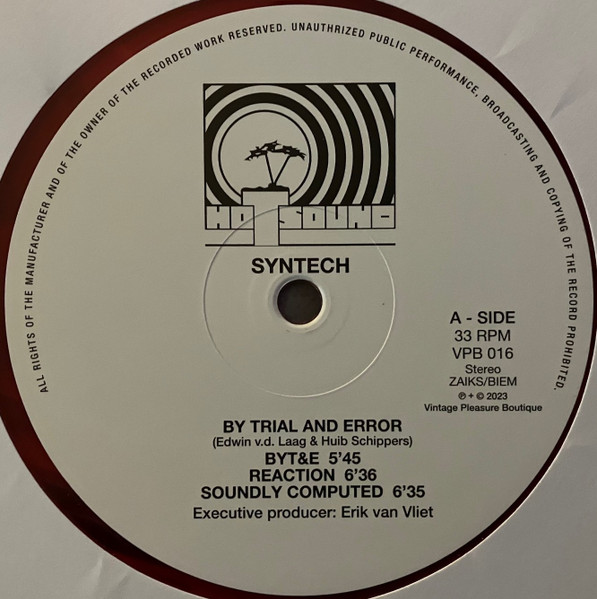 ALL RIGHTS OF THE MANUFACTURER AND OF THE OWNER OF THE RECORDED WORK RESERVED. UNAUTHRIZED PUBLIC PERFORMANCE, BROADCASTING AND COPYING OF THE RECORD PROHIBITED.
HOT SOUND
SYNTECH
A - SIDE
33 RPM
VPB 016
Stereo
ZAIKS/BIEM
℗ + © 2023
Vintage Pleasure Boutique
BY TRIAL AND ERROR
(Edwin v.d. Laag & Huib Schippers)
BYT&E 5'45
REACTION 6'36
SOUNDLY COMPUTED 6'35
Executive producer: Erik van Vliet